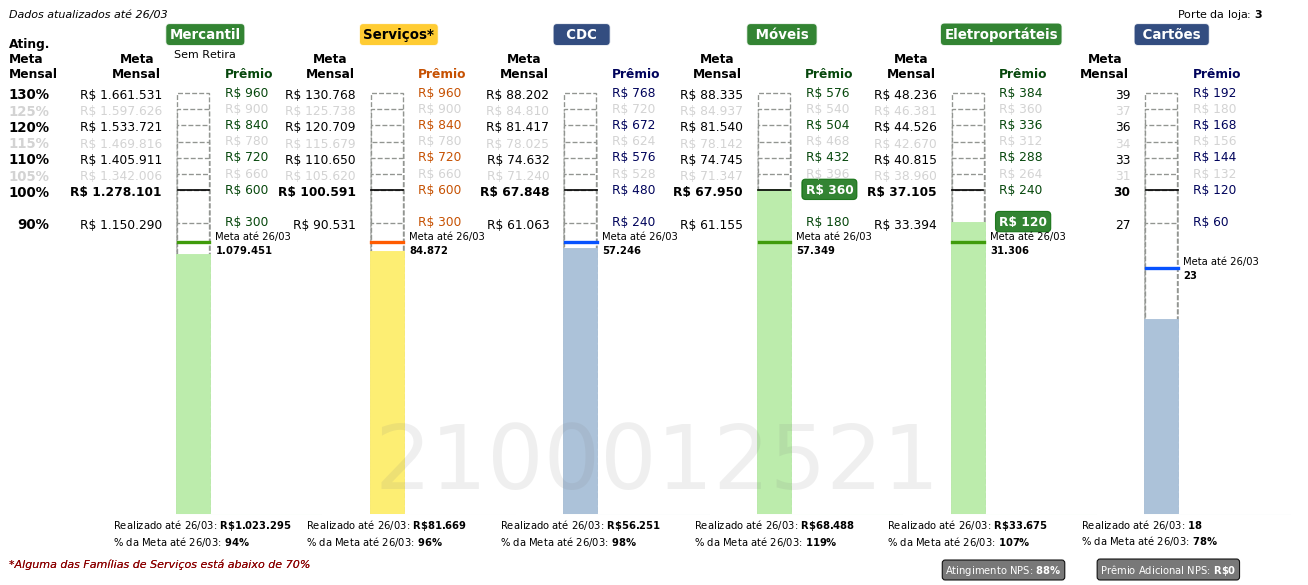 Dados atualizados até 26/03
Porte da loja: 3
Mercantil Serviços* CDC Móveis Eletroportáteis Cartões
Sem Retira
Ating. Meta Mensal Meta Mensal Prêmio Meta Mensal Prêmio Meta Mensal Prêmio Meta Mensal Prêmio Meta Mensal Prêmio Meta Mensal Prêmio
130% R$ 1.661.531 R$ 960 R$ 130.768 R$ 960 R$ 88.202 R$ 768 R$ 88.335 R$ 576 R$ 48.236 R$ 384 39 R$ 192
125% R$ 1.597.626 R$ 900 R$ 125.738 R$ 900 R$ 84.810 R$ 720 R$ 84.937 R$ 540 R$ 46.381 R$ 360 37 R$ 180
120% R$ 1.533.721 R$ 840 R$ 120.709 R$ 840 R$ 81.417 R$ 672 R$ 81.540 R$ 504 R$ 44.526 R$ 336 36 R$ 168
115% R$ 1.469.816 R$ 780 R$ 115.679 R$ 780 R$ 78.025 R$ 624 R$ 78.142 R$ 468 R$ 42.670 R$ 312 34 R$ 156
110% R$ 1.405.911 R$ 720 R$ 110.650 R$ 720 R$ 74.632 R$ 576 R$ 74.745 R$ 432 R$ 40.815 R$ 288 33 R$ 144
105% R$ 1.342.006 R$ 660 R$ 105.620 R$ 660 R$ 71.240 R$ 528 R$ 71.347 R$ 396 R$ 38.960 R$ 264 31 R$ 132
100% R$ 1.278.101 R$ 600 R$ 100.591 R$ 600 R$ 67.848 R$ 480 R$ 67.950 R$ 360 R$ 37.105 R$ 240 30 R$ 120
90% R$ 1.150.290 R$ 300 R$ 90.531 R$ 300 R$ 61.063 R$ 240 R$ 61.155 R$ 180 R$ 33.394 R$ 120 27 R$ 60
Meta até 26/03 Meta até 26/03 Meta até 26/03 Meta até 26/03 Meta até 26/03
1.079.451 84.872 57.246 57.349 31.306
Meta até 26/03
23
2100012521
Realizado até 26/03: R$1.023.295 Realizado até 26/03: R$81.669 Realizado até 26/03: R$56.251 Realizado até 26/03: R$68.488 Realizado até 26/03: R$33.675 Realizado até 26/03: 18
% da Meta até 26/03: 94% % da Meta até 26/03: 96% % da Meta até 26/03: 98% % da Meta até 26/03: 119% % da Meta até 26/03: 107% % da Meta até 26/03: 78%
*Alguma das Famílias de Serviços está abaixo de 70%
Atingimento NPS: 88% Prêmio Adicional NPS: R$0